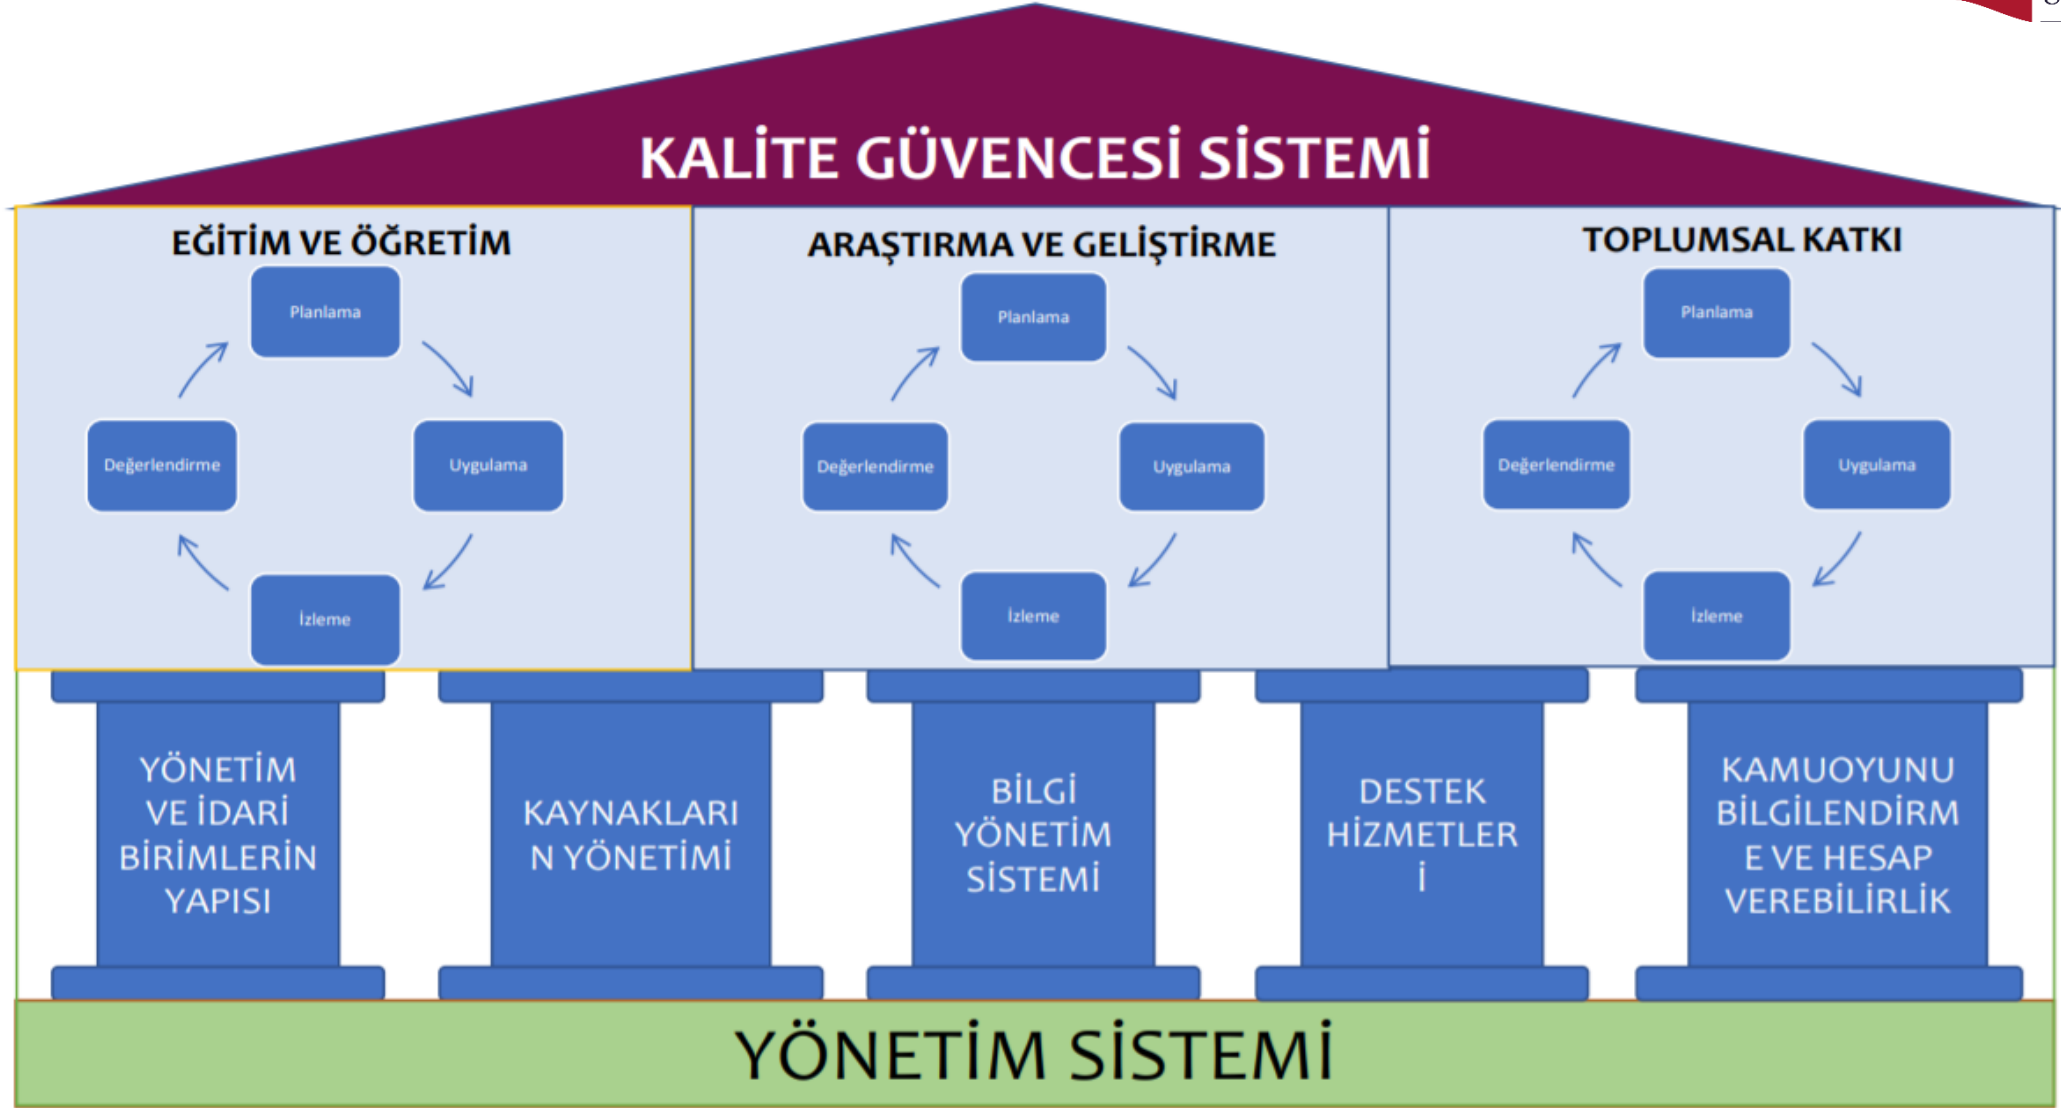 KALİTE GÜVENCESİ SİSTEMİ
EĞİTİM VE ÖĞRETİM
Planlama
Değerlendirme
Uygulama
İzleme
ARAŞTIRMA VE GELİŞTİRME
Planlama
Değerlendirme
Uygulama
İzleme
TOPLUMSAL KATKI
Planlama
Değerlendirme
Uygulama
İzleme
YÖNETİM
VE İDARİ
BİRİMLERİN
YAPISI
KAYNAKLARI
N YÖNETİMİ
BİLGİ
YÖNETİM
SİSTEMİ
DESTEK
HİZMETLER
İ
KAMUOYUNU
BİLGİLENDİRM
E VE HESAP
VEREBİLİRLİK
YÖNETİM SİSTEMİ